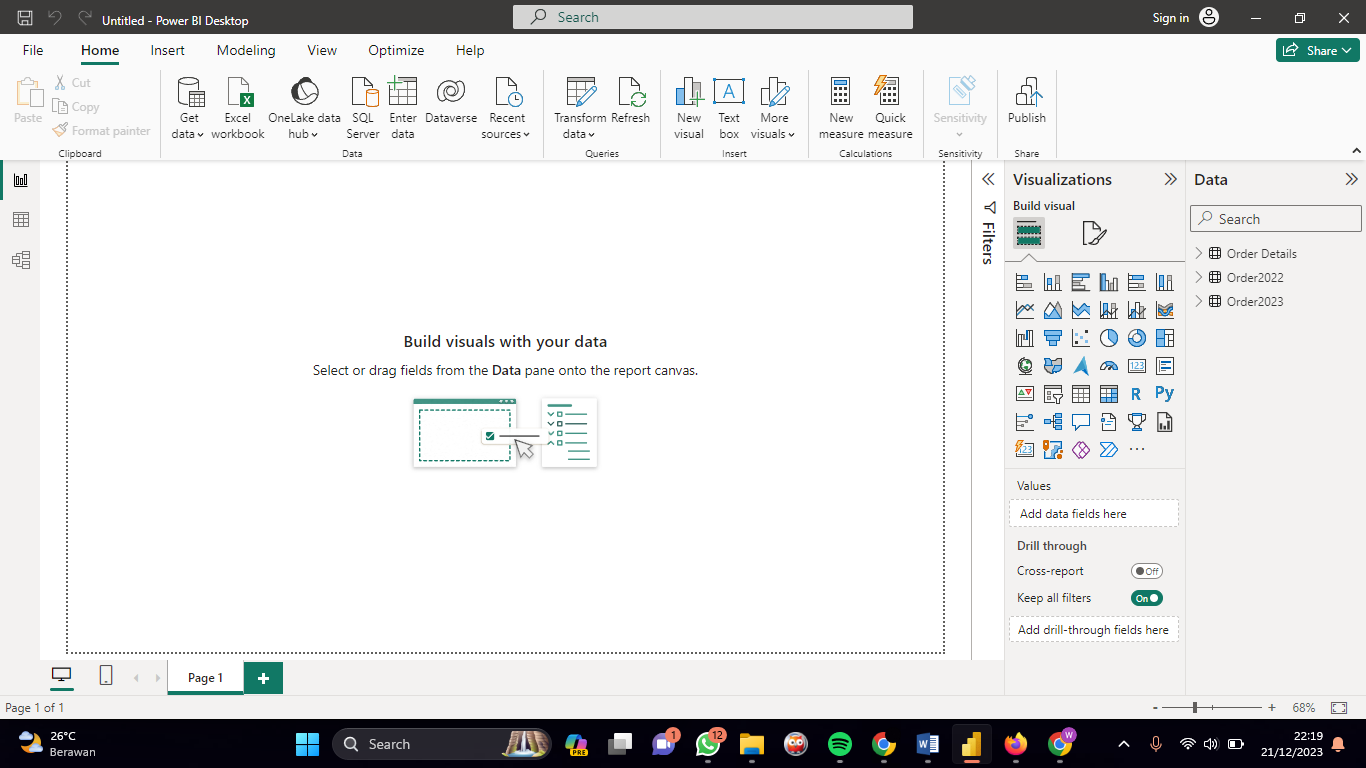 Untitled - Power BI Desktop
Search
Sign in
File Home Insert Modeling View Optimize Help
Share
Paste
Cut
Copy
Format painter
Clipboard
Get data
Excel workbook
OneLake data hub
SQL Server
Enter data
Dataverse
Recent sources
Data
Transform data
Refresh
Queries
New visual
Text box
More visuals
Insert
New measure
Quick measure
Calculations
Sensitivity
Sensitivity
Publish
Share
Build visuals with your data
Select or drag fields from the Data pane onto the report canvas.
Filters
Visualizations
Build visual
123
R
Py
123
Values
Add data fields here
Drill through
Cross-report
Off
Keep all filters
On
Add drill-through fields here
Data
Search
Order Details
Order2022
Order2023
Page 1
Page 1 of 1
- + 68%
26°C
Berawan
Search
PRE
1
12
W
22:19
21/12/2023